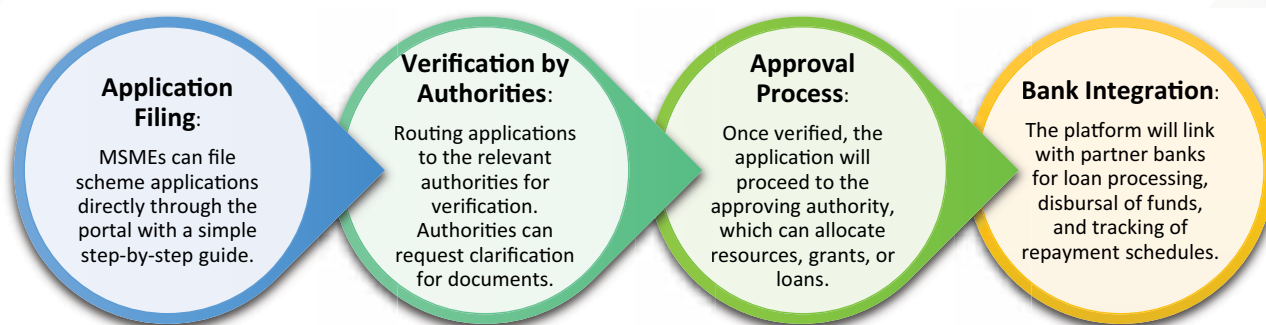 Application
Filing:
MSMEs can file
scheme applications
directly through the
portal with a simple
step-by-step guide.
Verification by
Authorities:
Routing applications
to the relevant
authorities for
verification.
Authorities can
request clarification
for documents.
Approval
Process:
Once verified, the
application will
proceed to the
approving authority,
which can allocate
resources, grants, or
loans.
Bank Integration:
The platform will link
with partner banks
for loan processing,
disbursal of funds,
and tracking of
repayment schedules.